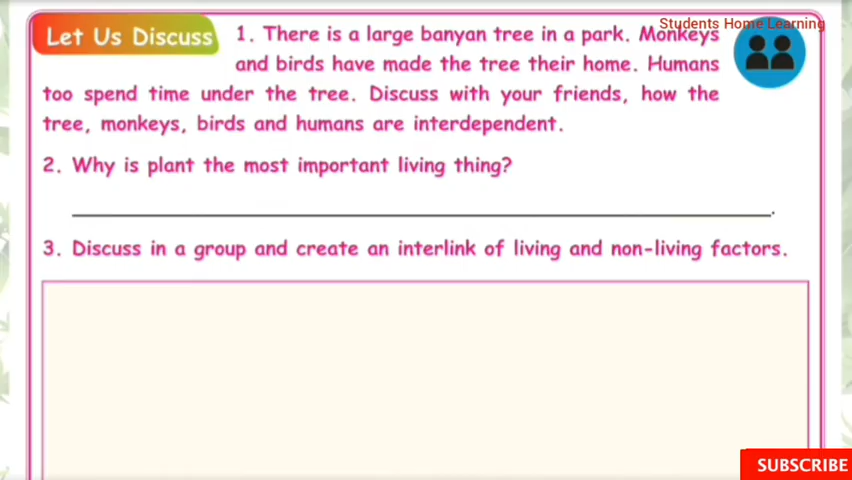 Students Home Learning
Let Us Discuss
1. There is a large banyan tree in a park. Monkeys
and birds have made the tree their home. Humans
too spend time under the tree. Discuss with your friends, how the
tree, monkeys, birds and humans are interdependent.
2. Why is plant the most important living thing?
3. Discuss in a group and create an interlink of living and non-living factors.
SUBSCRIBE